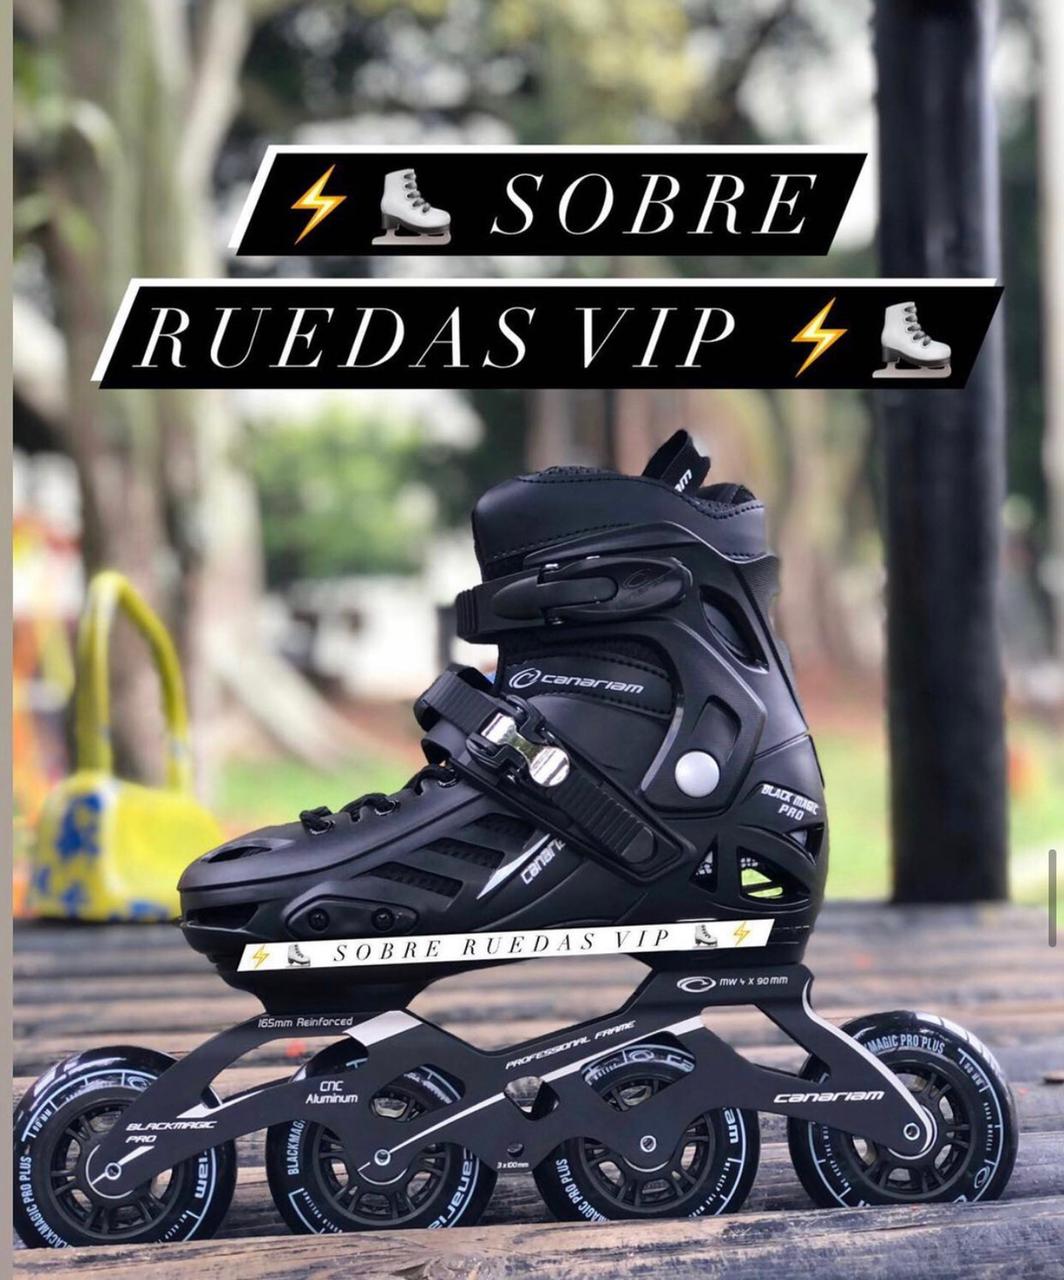 ⚡ ⛸ SOBRE
RUEDAS VIP ⚡ ⛸
canariam
BLACK MAGIC
PRO
⚡ ⛸ SOBRE RUEDAS VIP ⛸ ⚡
MW 4 x 90mm
165mm Reinforced
PROFESSIONAL FRAME
CNC
Aluminum
canariam
BLACKMAGIC
PRO
3 x 100mm
BLACKMAGIC PRO PLUS
MAGIC PRO PLUS